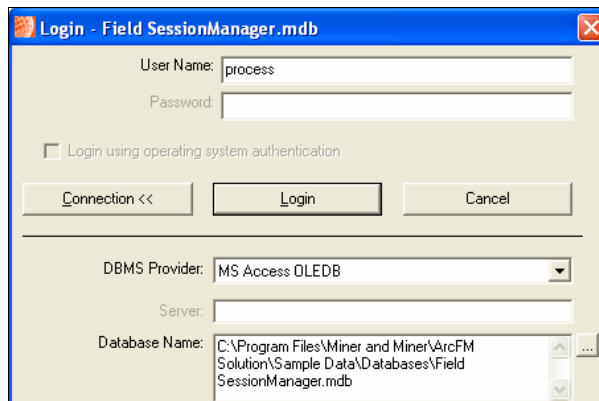 Login - Field SessionManager.mdb
User Name: process
Password:
Login using operating system authentication
Connection << Login Cancel
DBMS Provider: MS Access OLEDB
Server:
Database Name: C:\Program Files\Miner and Miner\ArcFM
Solution\Sample Data\Databases\Field
SessionManager.mdb
...